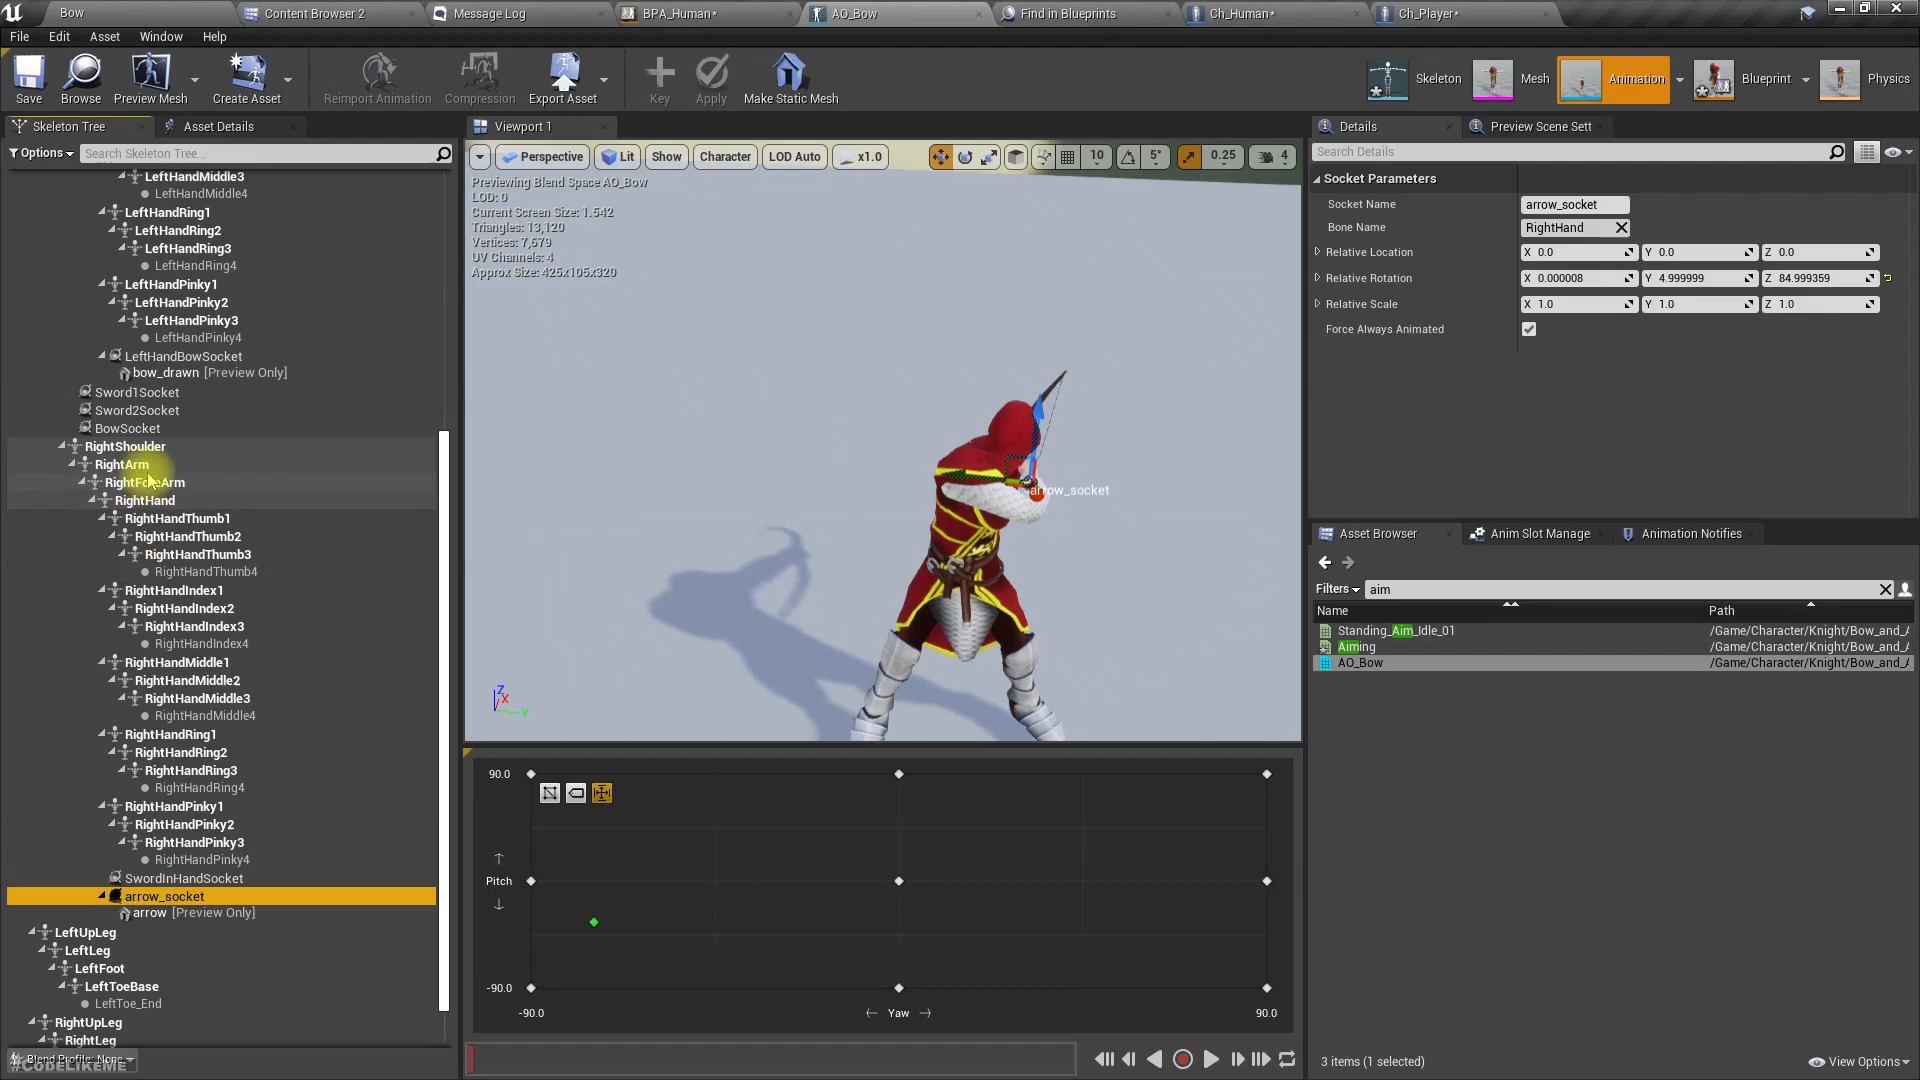 Bow
Content Browser 2
Message Log
BPA_Human*
AO_Bow
Find in Blueprints
Ch_Human*
Ch_Player*
File Edit Asset Window Help
Save
Browse
Preview Mesh
Create Asset
Reimport Animation
Compression
Export Asset
Key
Apply
Make Static Mesh
Skeleton
Mesh
Animation
Blueprint
Physics
Skeleton Tree
Asset Details
Options
Search Skeleton Tree...
LeftHandMiddle3
LeftHandMiddle4
LeftHandRing1
LeftHandRing2
LeftHandRing3
LeftHandRing4
LeftHandPinky1
LeftHandPinky2
LeftHandPinky3
LeftHandPinky4
LeftHandBowSocket
bow_drawn [Preview Only]
Sword1Socket
Sword2Socket
BowSocket
RightShoulder
RightArm
RightForeArm
RightHand
RightHandThumb1
RightHandThumb2
RightHandThumb3
RightHandThumb4
RightHandIndex1
RightHandIndex2
RightHandIndex3
RightHandIndex4
RightHandMiddle1
RightHandMiddle2
RightHandMiddle3
RightHandMiddle4
RightHandRing1
RightHandRing2
RightHandRing3
RightHandRing4
RightHandPinky1
RightHandPinky2
RightHandPinky3
RightHandPinky4
SwordInHandSocket
arrow_socket
arrow [Preview Only]
LeftUpLeg
LeftLeg
LeftFoot
LeftToeBase
LeftToe_End
RightUpLeg
RightLeg
Blend Profile: None
#CODELIKEME
Viewport 1
Perspective Lit Show Character LOD Auto x1.0 10 5° 0.25 4
Previewing Blend Space AO_Bow
LOD: 0
Current Screen Size: 1.542
Triangles: 13,120
Vertices: 7,679
UV Channels: 4
Approx Size: 425x105x320
arrow_socket
Z
X
Y
90.0
Pitch
-90.0
-90.0
Yaw
90.0
Details
Preview Scene Sett
Search Details
Socket Parameters
Socket Name arrow_socket
Bone Name RightHand
Relative Location X 0.0 Y 0.0 Z 0.0
Relative Rotation X 0.000008 Y 4.999999 Z 84.999359
Relative Scale X 1.0 Y 1.0 Z 1.0
Force Always Animated
Asset Browser
Anim Slot Manage
Animation Notifies
Filters aim
Name Path
Standing_Aim_Idle_01 /Game/Character/Knight/Bow_and_A
Aiming /Game/Character/Knight/Bow_and_A
AO_Bow /Game/Character/Knight/Bow_and_A
3 items (1 selected)
View Options